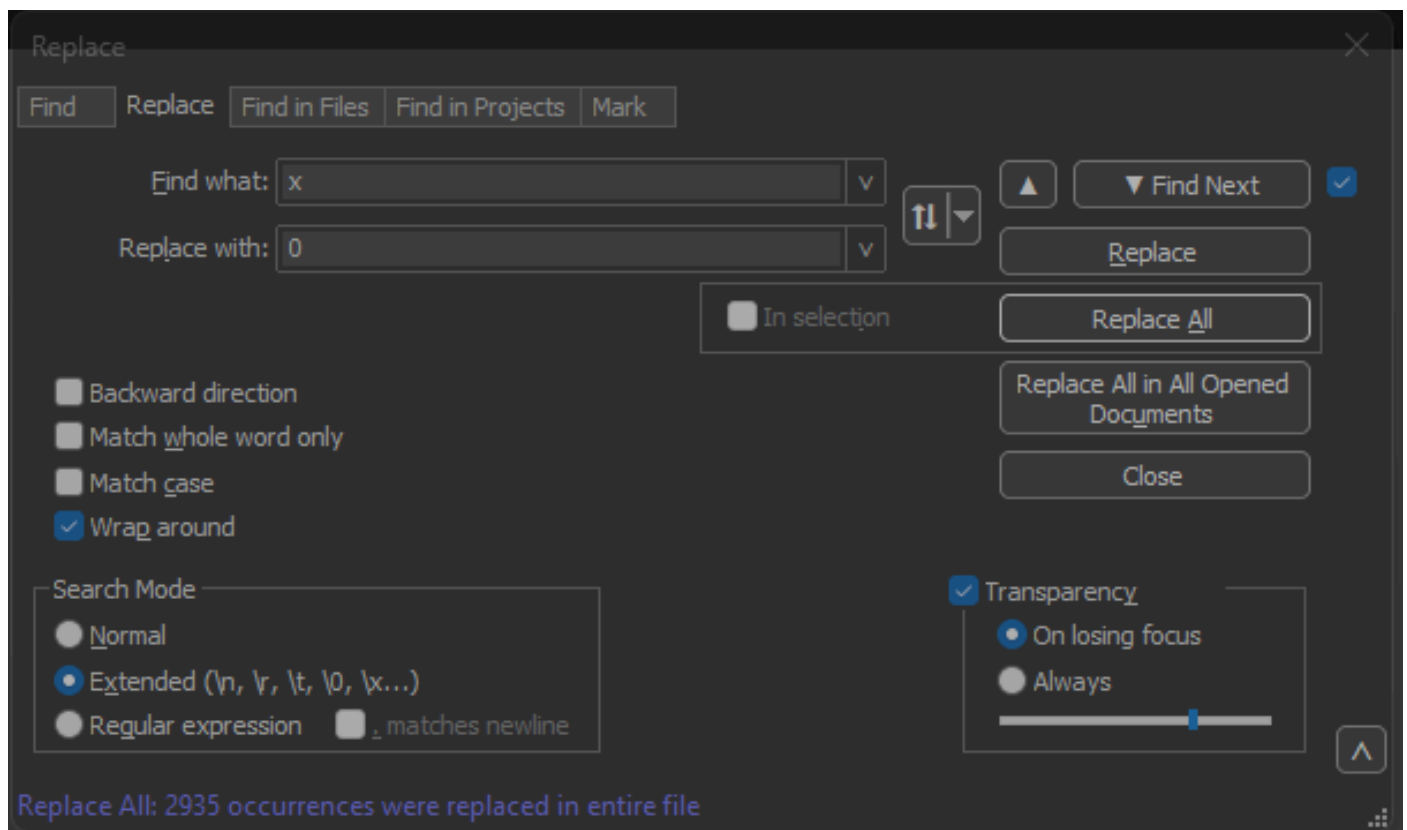 Replace
Find Replace Find in Files Find in Projects Mark
Find what: x ▼ Find Next
Replace with: 0 Replace
In selection Replace All
Replace All in All Opened
Documents
Backward direction
Match whole word only
Match case
Close
Wrap around
Search Mode
Normal
Extended (\n, \r, \t, \0, \x...)
Regular expression . matches newline
Transparency
On losing focus
Always
Replace All: 2935 occurrences were replaced in entire file